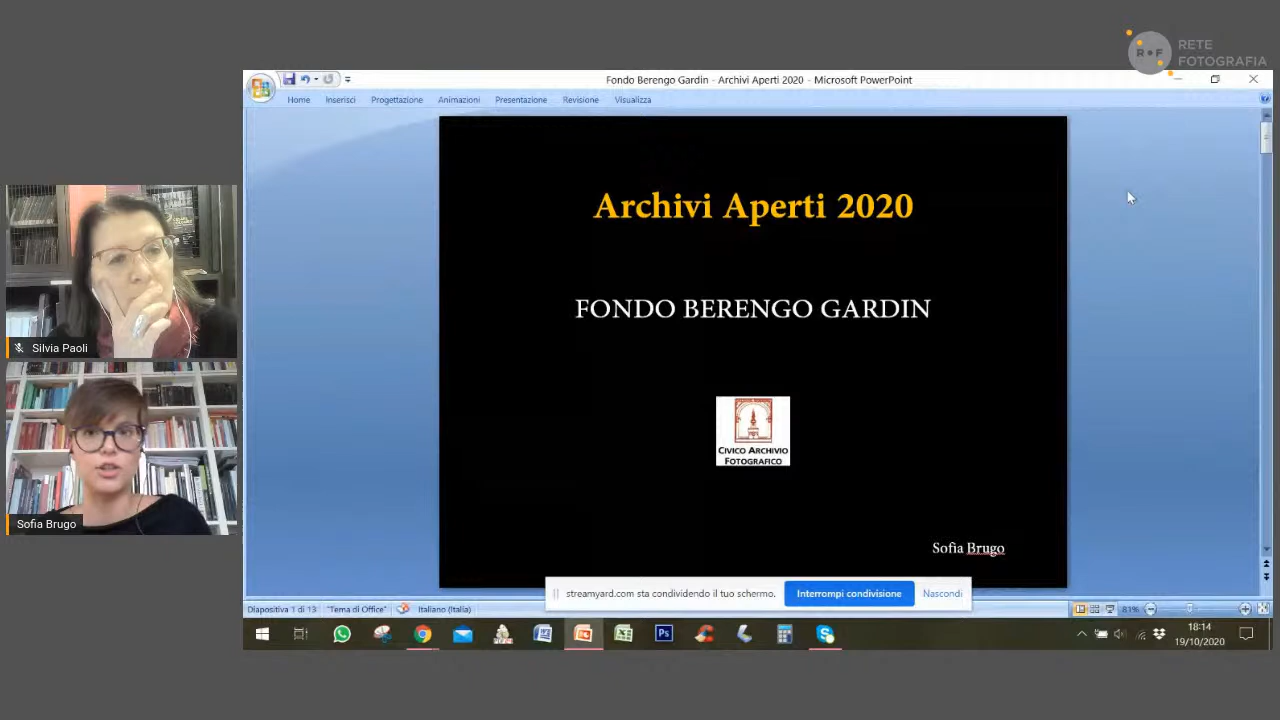 RETE
R F
FOTOGRAFIA
Fondo Berengo Gardin - Archivi Aperti 2020 - Microsoft PowerPoint
Home Inserisci Progettazione Animazioni Presentazione Revisione Visualizza
Archivi Aperti 2020
FONDO BERENGO GARDIN
CIVICO ARCHIVIO
FOTOGRAFICO
Sofia Brugo
Silvia Paoli
Sofia Brugo
streamyard.com sta condividendo il tuo schermo. Interrompi condivisione Nascondi
Diapositiva 1 di 13 "Tema di Office" Italiano (Italia) 81%
Ps
18:14
19/10/2020